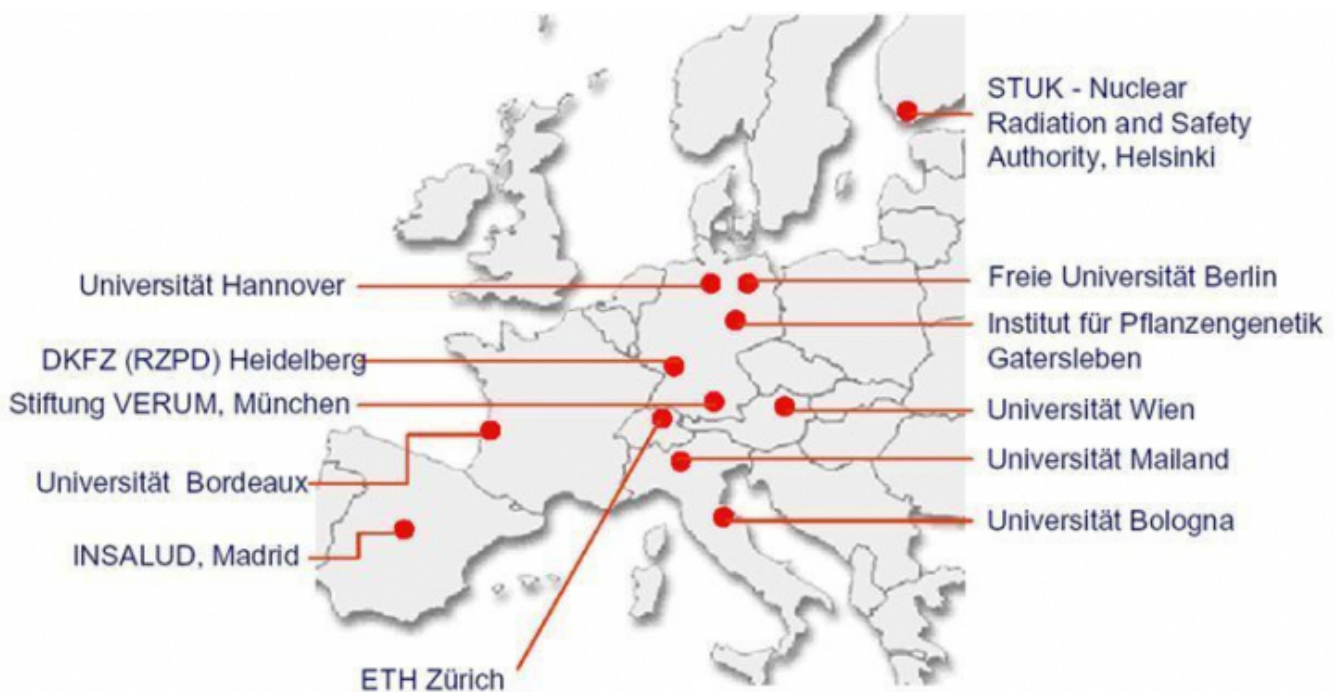 STUK - Nuclear
Radiation and Safety
Authority, Helsinki
Universität Hannover
Freie Universität Berlin
Institut für Pflanzengenetik
Gatersleben
DKFZ (RZPD) Heidelberg
Stiftung VERUM, München
Universität Wien
Universität Mailand
Universität Bordeaux
Universität Bologna
INSALUD, Madrid
ETH Zürich